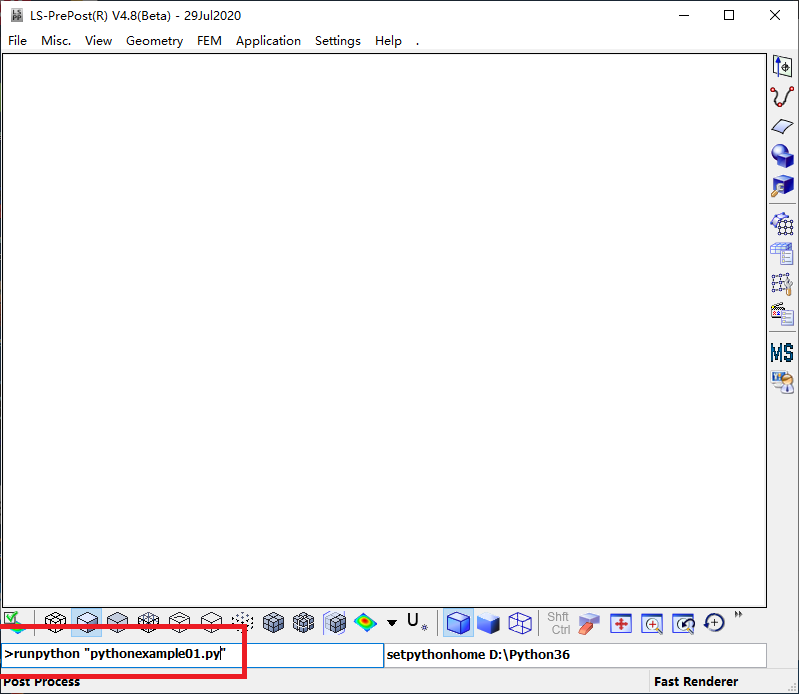 LS-PrePost(R) V4.8(Beta) - 29Jul2020
File Misc. View Geometry FEM Application Settings Help .
MS
U
Shft
Ctrl
>runpython "pythonexample01.py" setpythonhome D:\Python36
Post Process Fast Renderer